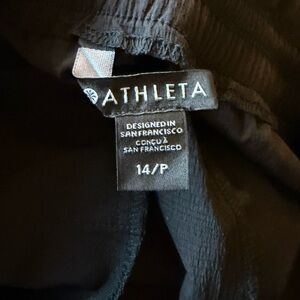 ATHLETA
DESIGNED IN
SAN FRANCISCO
CONÇU À
SAN FRANCISCO
14/P